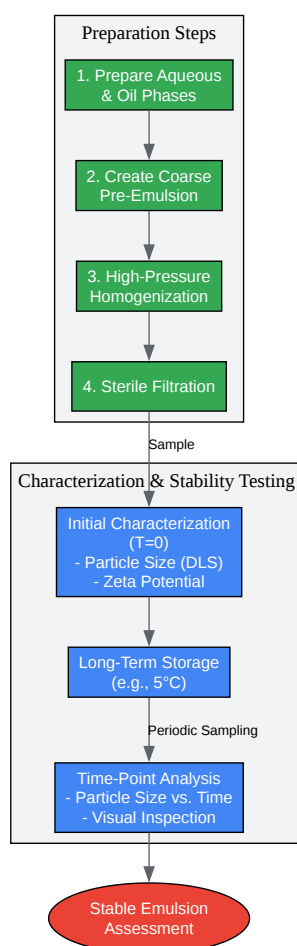 Preparation Steps
1. Prepare Aqueous
& Oil Phases
2. Create Coarse
Pre-Emulsion
3. High-Pressure
Homogenization
4. Sterile Filtration
Sample
Characterization & Stability Testing
Initial Characterization
(T=0)
- Particle Size (DLS)
- Zeta Potential
Long-Term Storage
(e.g., 5°C)
Periodic Sampling
Time-Point Analysis
- Particle Size vs. Time
- Visual Inspection
Stable Emulsion
Assessment